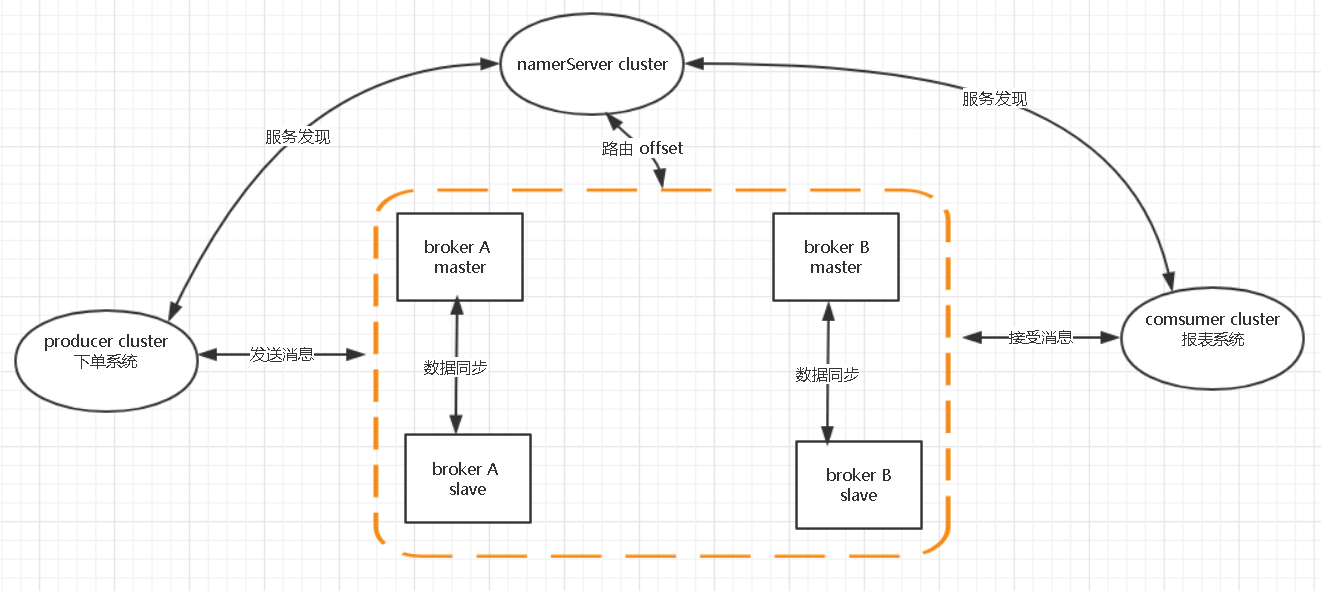 namerServer cluster
服务发现
服务发现
路由 offset
broker A
master
broker B
master
producer cluster
下单系统
发送消息
数据同步
数据同步
接受消息
comsumer cluster
报表系统
broker A
slave
broker B
slave